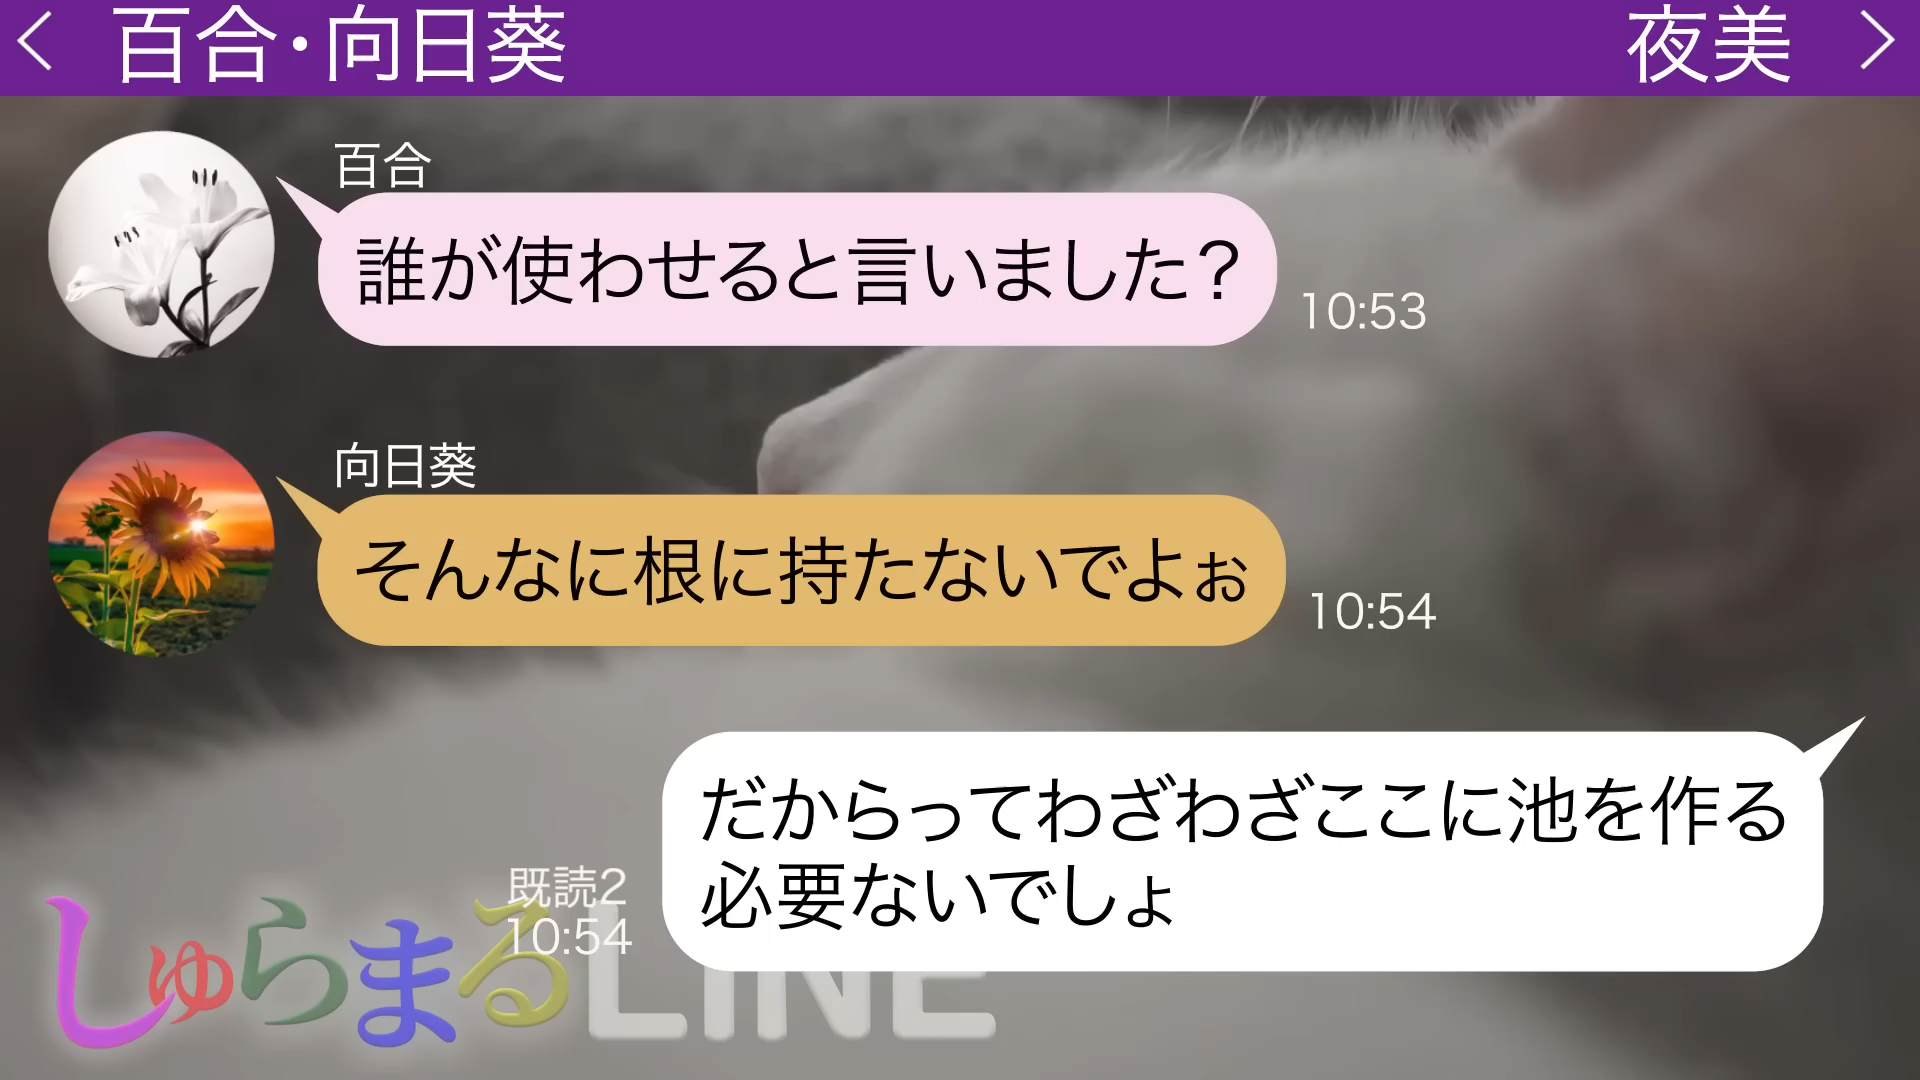 百合・向日葵
夜美
百合
誰が使わせると言いました?
10:53
向日葵
そんなに根に持たないでよぉ
10:54
だからってわざわざここに池を作る
必要ないでしょ
既読2
10:54
しゅらまるLINE